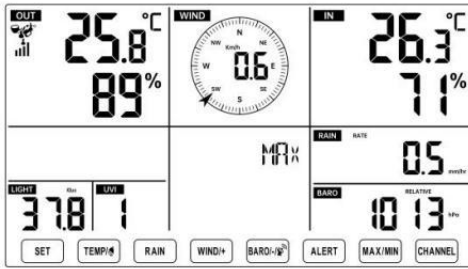 OUT
25.8 °C
89%
WIND
N
NW NE
Km/h
0.6
W E
SW SE
S
IN
26.3 °C
71%
MAX
RAIN RATE
0.5 mm/hr
LIGHT Klux
37.8
UVI
1
BARO RELATIVE
1013 hPa
SET TEMP/ RAIN WIND/+ BARO/-/ ALERT MAX/MIN CHANNEL